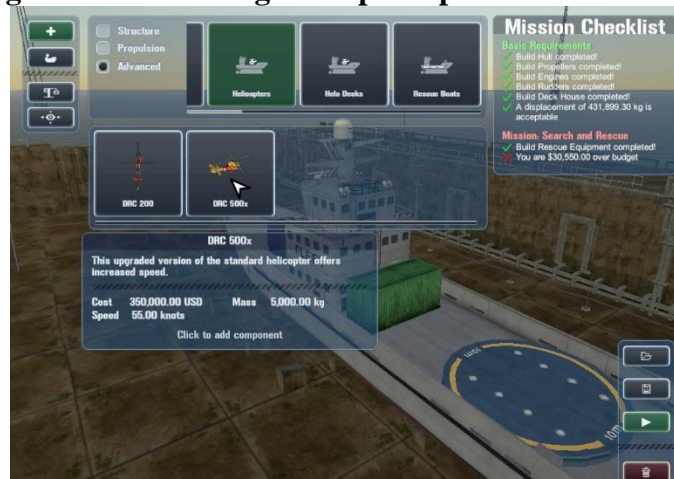 Structure
Propulsion
Advanced
Helicopters
Helo Decks
Rescue Boats
DRC 200
DRC 500x
DRC 500x
This upgraded version of the standard helicopter offers
increased speed.
Cost 350,000.00 USD Mass 5,000.00 kg
Speed 55.00 knots
Click to add component
Mission Checklist
Basic Requirements
Build Hull completed!
Build Propellers completed!
Build Engines completed!
Build Rudders completed!
Build Deck House completed!
A displacement of 431,899.30 kg is
acceptable
Mission: Search and Rescue
Build Rescue Equipment completed!
You are $30,550.00 over budget
10m
10m